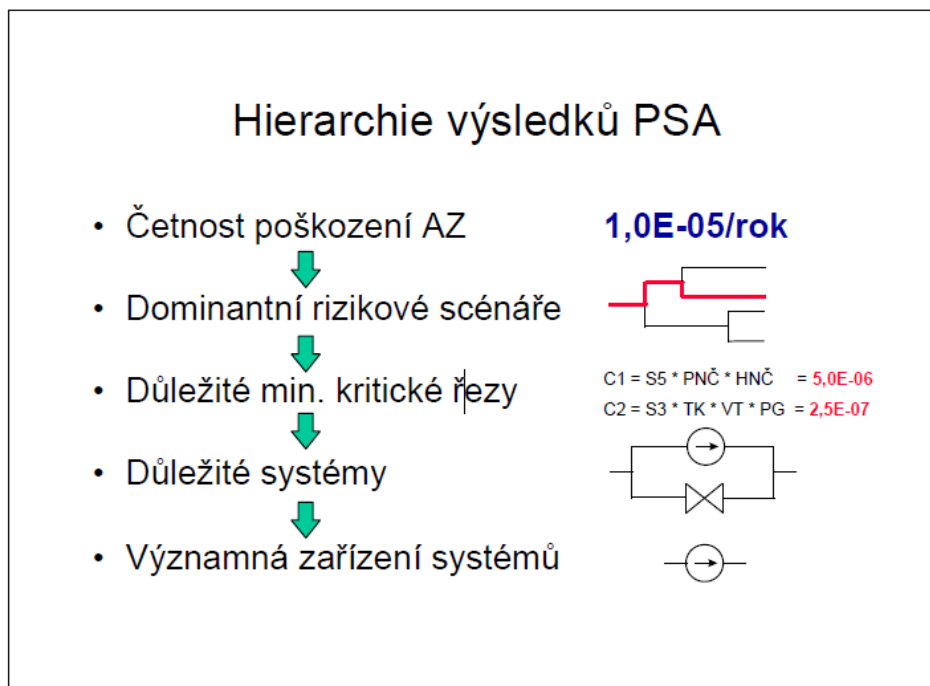 Hierarchie výsledků PSA
• Četnost poškození AZ
1,0E-05/rok
• Dominantní rizikové scénáře
• Důležité min. kritické řezy
C1 = S5 * PNČ * HNČ = 5,0E-06
C2 = S3 * TK * VT * PG = 2,5E-07
• Důležité systémy
• Významná zařízení systémů